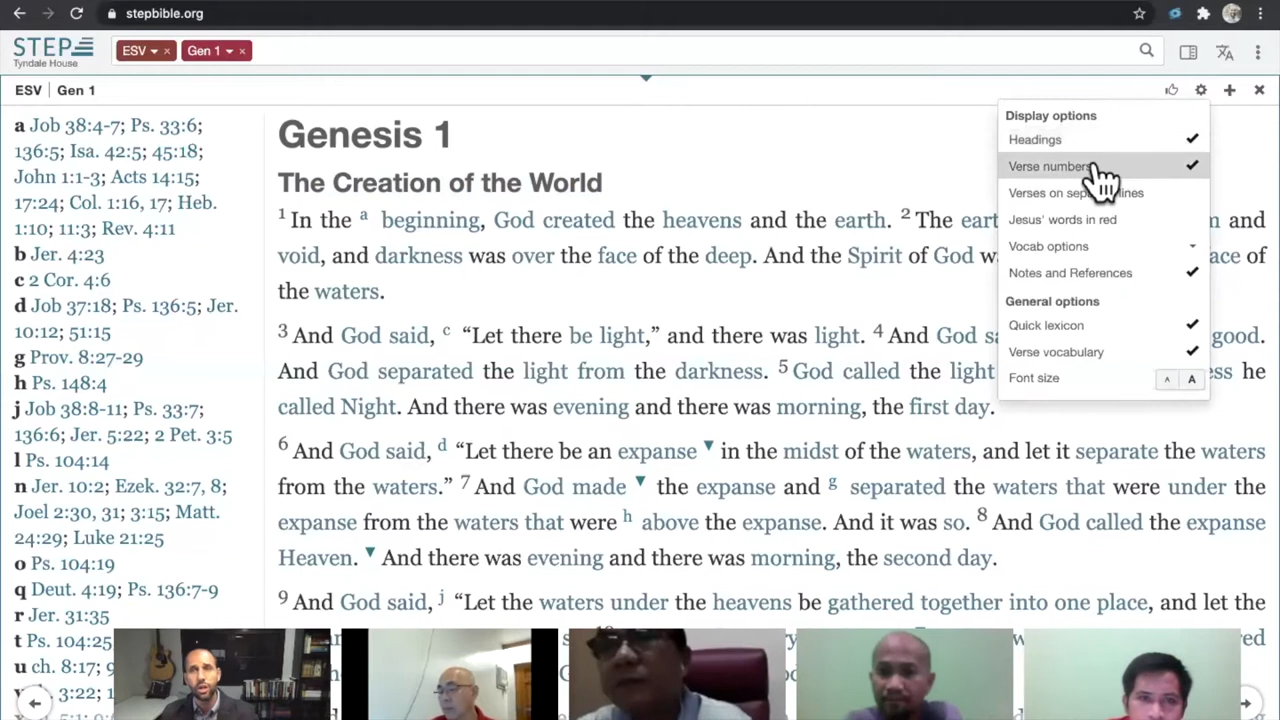 stepbible.org
STEP
Tyndale House
ESV × Gen 1 ×
ESV | Gen 1
a Job 38:4-7; Ps. 33:6;
136:5; Isa. 42:5; 45:18;
John 1:1-3; Acts 14:15;
17:24; Col. 1:16, 17; Heb.
1:10; 11:3; Rev. 4:11
b Jer. 4:23
c 2 Cor. 4:6
d Job 37:18; Ps. 136:5; Jer.
10:12; 51:15
g Prov. 8:27-29
h Ps. 148:4
j Job 38:8-11; Ps. 33:7;
136:6; Jer. 5:22; 2 Pet. 3:5
l Ps. 104:14
n Jer. 10:2; Ezek. 32:7, 8;
Joel 2:30, 31; 3:15; Matt.
24:29; Luke 21:25
o Ps. 104:19
q Deut. 4:19; Ps. 136:7-9
r Jer. 31:35
t Ps. 104:25
u ch. 8:17; 9
3:22;
Genesis 1
The Creation of the World
1 In the a beginning, God created the heavens and the earth. 2 The and
void, and darkness was over the face of the deep. And the Spirit of God of
the waters.
3 And God said, c “Let there be light,” and there was light. 4 And God good.
And God separated the light from the darkness. 5 God called the light he
called Night. And there was evening and there was morning, the first day.
6 And God said, d “Let there be an expanse in the midst of the waters, and let it separate the waters
from the waters.” 7 And God made the expanse and g separated the waters that were under the
expanse from the waters that were h above the expanse. And it was so. 8 And God called the expanse
Heaven. And there was evening and there was morning, the second day.
9 And God said, j “Let the waters under the heavens be gathered together into one place, and let the
Display options
Headings
Verse numbers
Verses on sep lines
Jesus' words in red
Vocab options
Notes and References
General options
Quick lexicon
Verse vocabulary
Font size A A